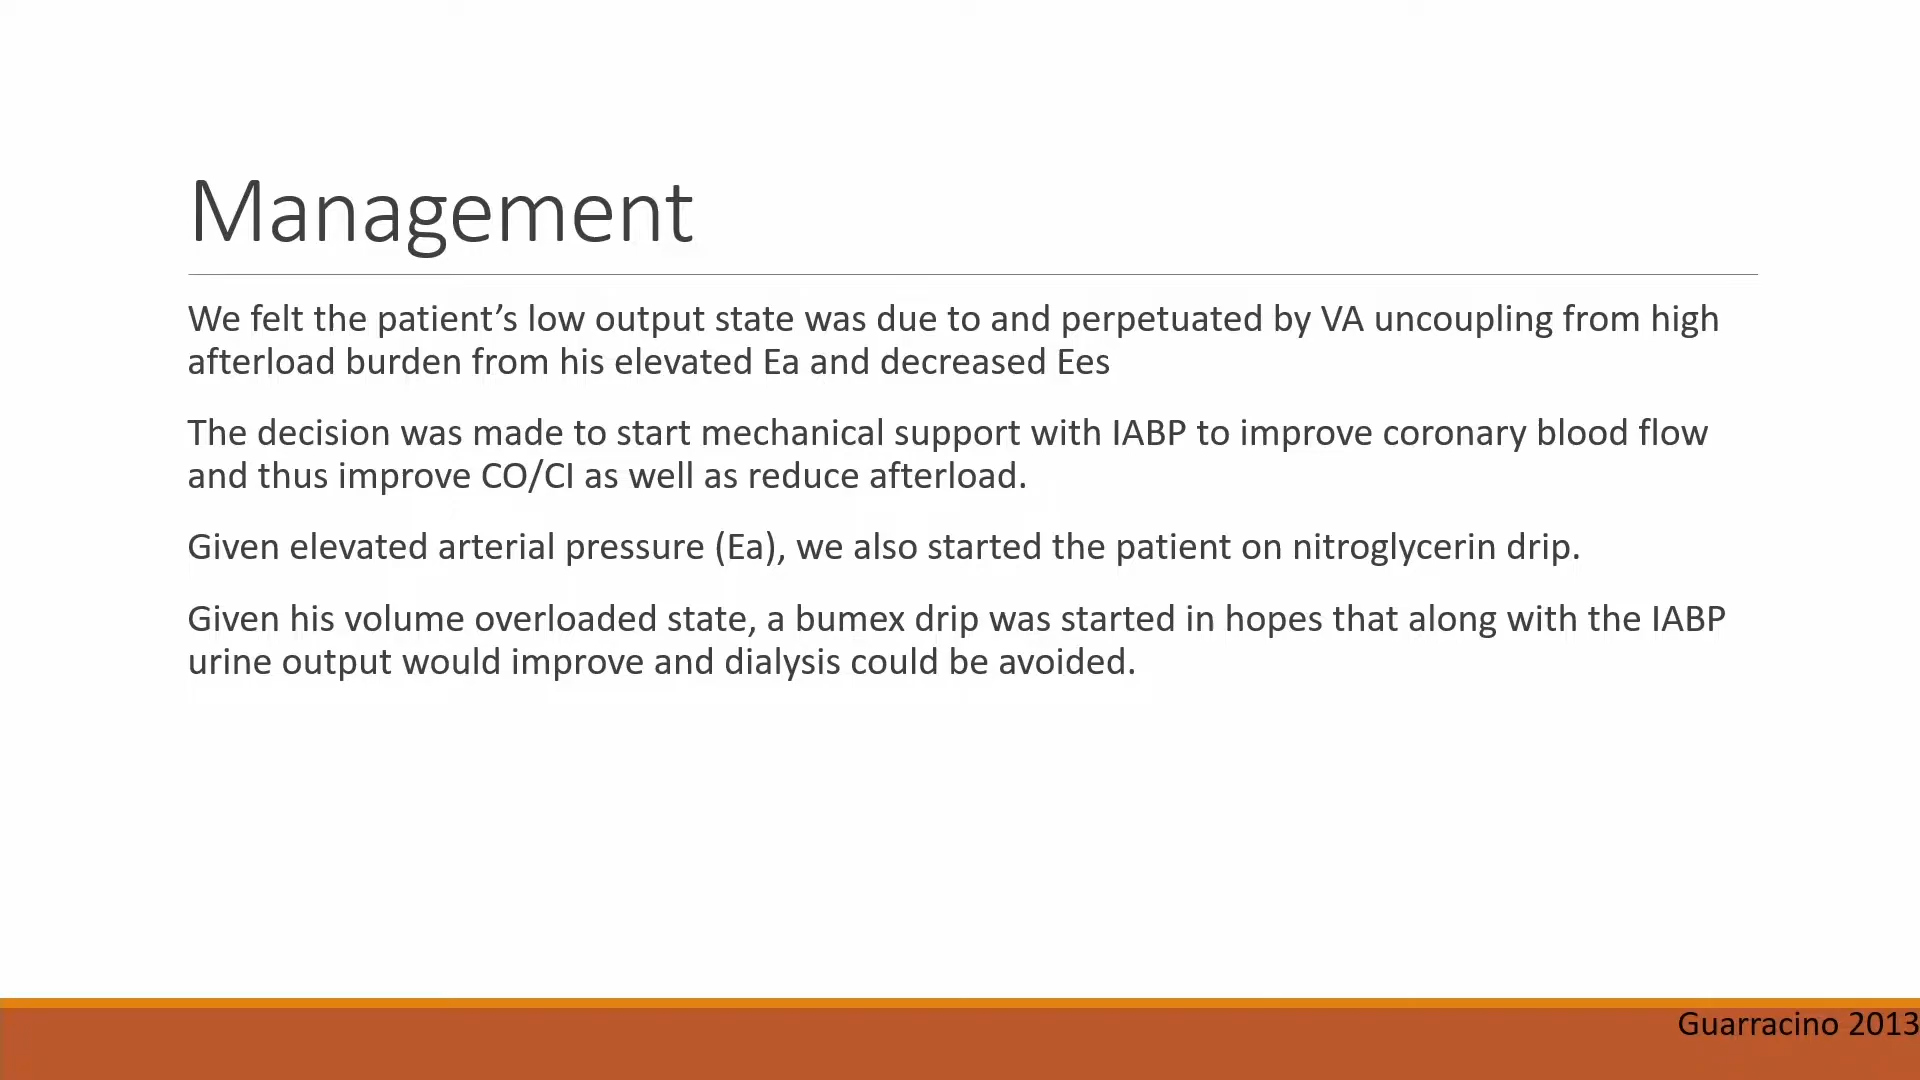 Management
We felt the patient’s low output state was due to and perpetuated by VA uncoupling from high
afterload burden from his elevated Ea and decreased Ees
The decision was made to start mechanical support with IABP to improve coronary blood flow
and thus improve CO/CI as well as reduce afterload.
Given elevated arterial pressure (Ea), we also started the patient on nitroglycerin drip.
Given his volume overloaded state, a bumex drip was started in hopes that along with the IABP
urine output would improve and dialysis could be avoided.
Guarracino 2013